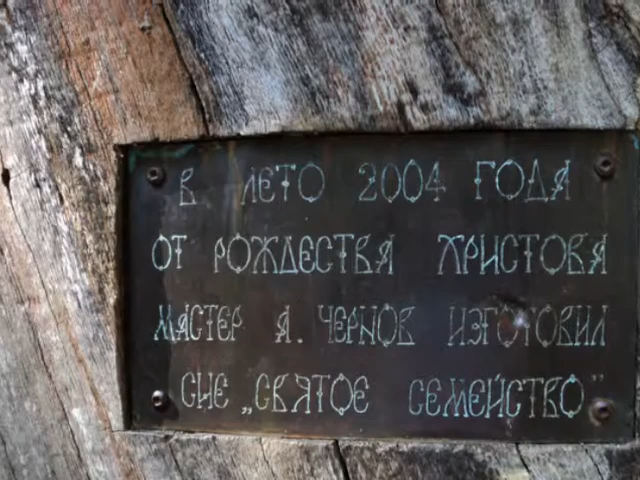 В ЛЕТО 2004 ГОДА
ОТ РОЖДЕСТВА ХРИСТОВА
МАСТЕР А. ЧЕРНОВ ИЗГОТОВИЛ
СИЕ „СВЯТОЕ СЕМЕЙСТВО”